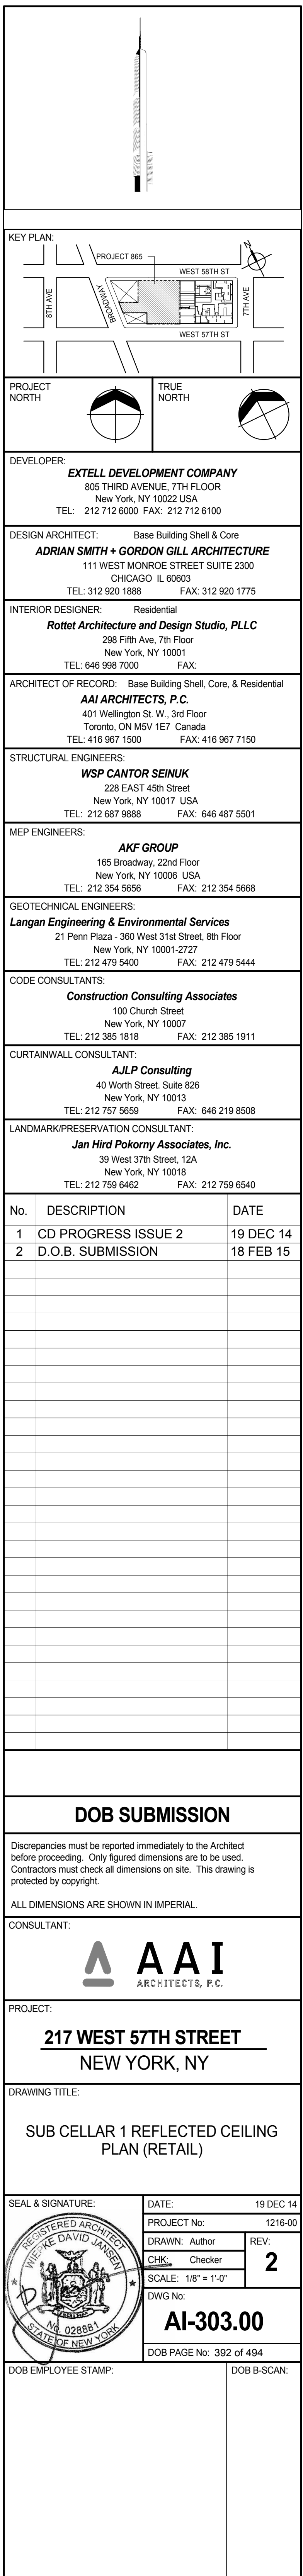 KEY PLAN:
N
PROJECT 865
WEST 58TH ST
8TH AVE
BROADWAY
7TH AVE
WEST 57TH ST
PROJECT
NORTH
TRUE
NORTH
DEVELOPER:
EXTELL DEVELOPMENT COMPANY
805 THIRD AVENUE, 7TH FLOOR
New York, NY 10022 USA
TEL: 212 712 6000 FAX: 212 712 6100
DESIGN ARCHITECT: Base Building Shell & Core
ADRIAN SMITH + GORDON GILL ARCHITECTURE
111 WEST MONROE STREET SUITE 2300
CHICAGO IL 60603
TEL: 312 920 1888 FAX: 312 920 1775
INTERIOR DESIGNER: Residential
Rottet Architecture and Design Studio, PLLC
298 Fifth Ave, 7th Floor
New York, NY 10001
TEL: 646 998 7000 FAX:
ARCHITECT OF RECORD: Base Building Shell, Core, & Residential
AAI ARCHITECTS, P.C.
401 Wellington St. W., 3rd Floor
Toronto, ON M5V 1E7 Canada
TEL: 416 967 1500 FAX: 416 967 7150
STRUCTURAL ENGINEERS:
WSP CANTOR SEINUK
228 EAST 45th Street
New York, NY 10017 USA
TEL: 212 687 9888 FAX: 646 487 5501
MEP ENGINEERS:
AKF GROUP
165 Broadway, 22nd Floor
New York, NY 10006 USA
TEL: 212 354 5656 FAX: 212 354 5668
GEOTECHNICAL ENGINEERS:
Langan Engineering & Environmental Services
21 Penn Plaza - 360 West 31st Street, 8th Floor
New York, NY 10001-2727
TEL: 212 479 5400 FAX: 212 479 5444
CODE CONSULTANTS:
Construction Consulting Associates
100 Church Street
New York, NY 10007
TEL: 212 385 1818 FAX: 212 385 1911
CURTAINWALL CONSULTANT:
AJLP Consulting
40 Worth Street. Suite 826
New York, NY 10013
TEL: 212 757 5659 FAX: 646 219 8508
LANDMARK/PRESERVATION CONSULTANT:
Jan Hird Pokorny Associates, Inc.
39 West 37th Street, 12A
New York, NY 10018
TEL: 212 759 6462 FAX: 212 759 6540
No. DESCRIPTION DATE
1 CD PROGRESS ISSUE 2 19 DEC 14
2 D.O.B. SUBMISSION 18 FEB 15
DOB SUBMISSION
Discrepancies must be reported immediately to the Architect
before proceeding. Only figured dimensions are to be used.
Contractors must check all dimensions on site. This drawing is
protected by copyright.
ALL DIMENSIONS ARE SHOWN IN IMPERIAL.
CONSULTANT:
AAI
ARCHITECTS, P.C.
PROJECT:
217 WEST 57TH STREET
NEW YORK, NY
DRAWING TITLE:
SUB CELLAR 1 REFLECTED CEILING
PLAN (RETAIL)
SEAL & SIGNATURE:
REGISTERED ARCHITECT
DAVID JANSEN
No. 028881
STATE OF NEW YORK
DATE: 19 DEC 14
PROJECT No: 1216-00
DRAWN: Author
CHK: Checker
SCALE: 1/8" = 1'-0"
REV:
2
DWG No:
AI-303.00
DOB PAGE No: 392 of 494
DOB EMPLOYEE STAMP:
DOB B-SCAN: